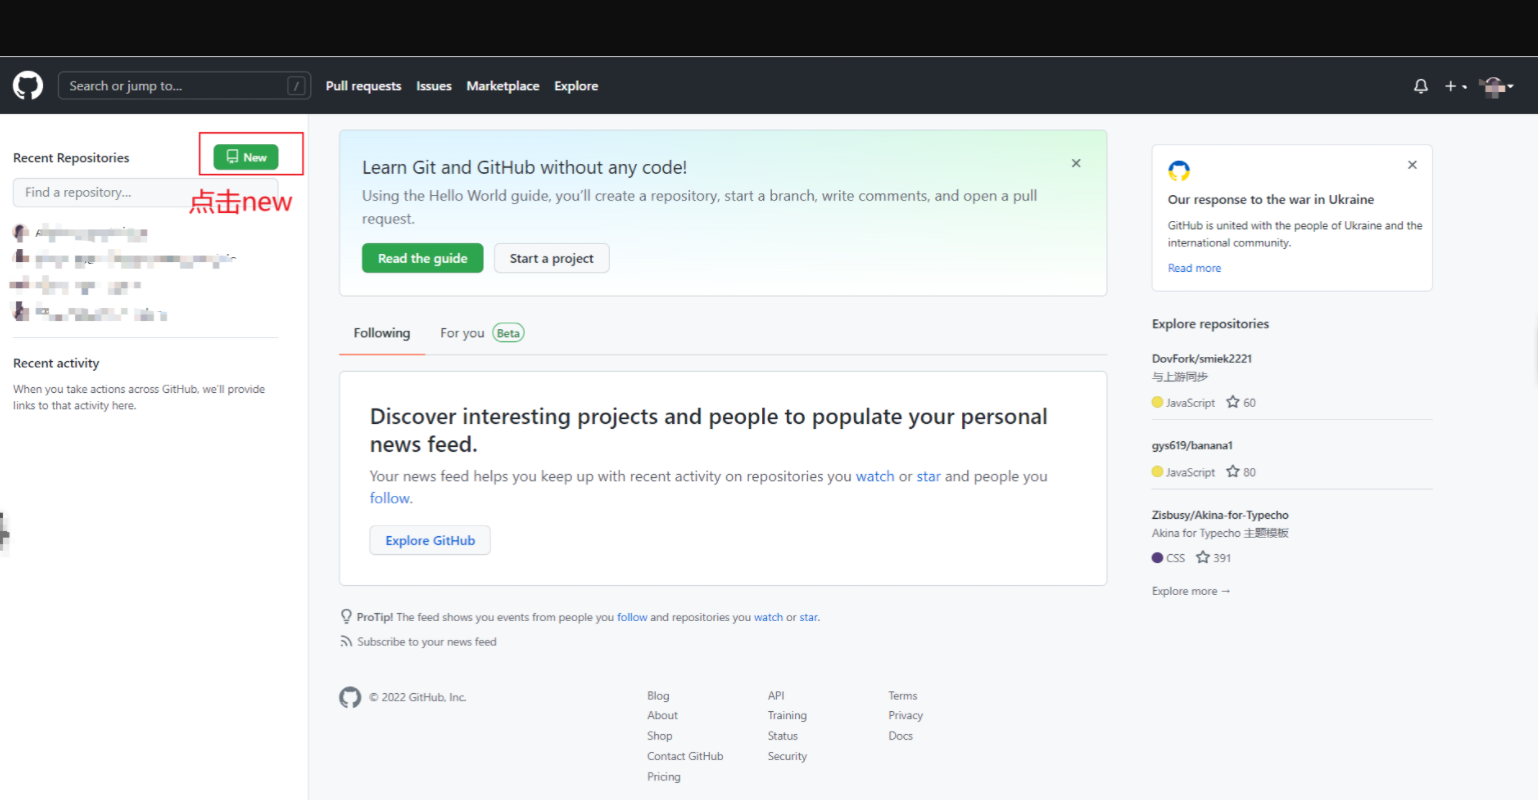 Search or jump to...
/
Pull requests
Issues
Marketplace
Explore
Recent Repositories
New
Find a repository...
点击new
Recent activity
When you take actions across GitHub, we'll provide
links to that activity here.
Learn Git and GitHub without any code!
Using the Hello World guide, you'll create a repository, start a branch, write comments, and open a pull
request.
Read the guide
Start a project
Following
For you
Beta
Discover interesting projects and people to populate your personal
news feed.
Your news feed helps you keep up with recent activity on repositories you watch or star and people you
follow.
Explore GitHub
ProTip! The feed shows you events from people you follow and repositories you watch or star.
Subscribe to your news feed
© 2022 GitHub, Inc.
Blog
About
Shop
Contact GitHub
Pricing
API
Training
Status
Security
Terms
Privacy
Docs
Our response to the war in Ukraine
GitHub is united with the people of Ukraine and the
international community.
Read more
Explore repositories
DovFork/smiek2221
与上游同步
JavaScript
60
gys619/banana1
JavaScript
80
Zisbusy/Akina-for-Typecho
Akina for Typecho 主题模板
CSS
391
Explore more →